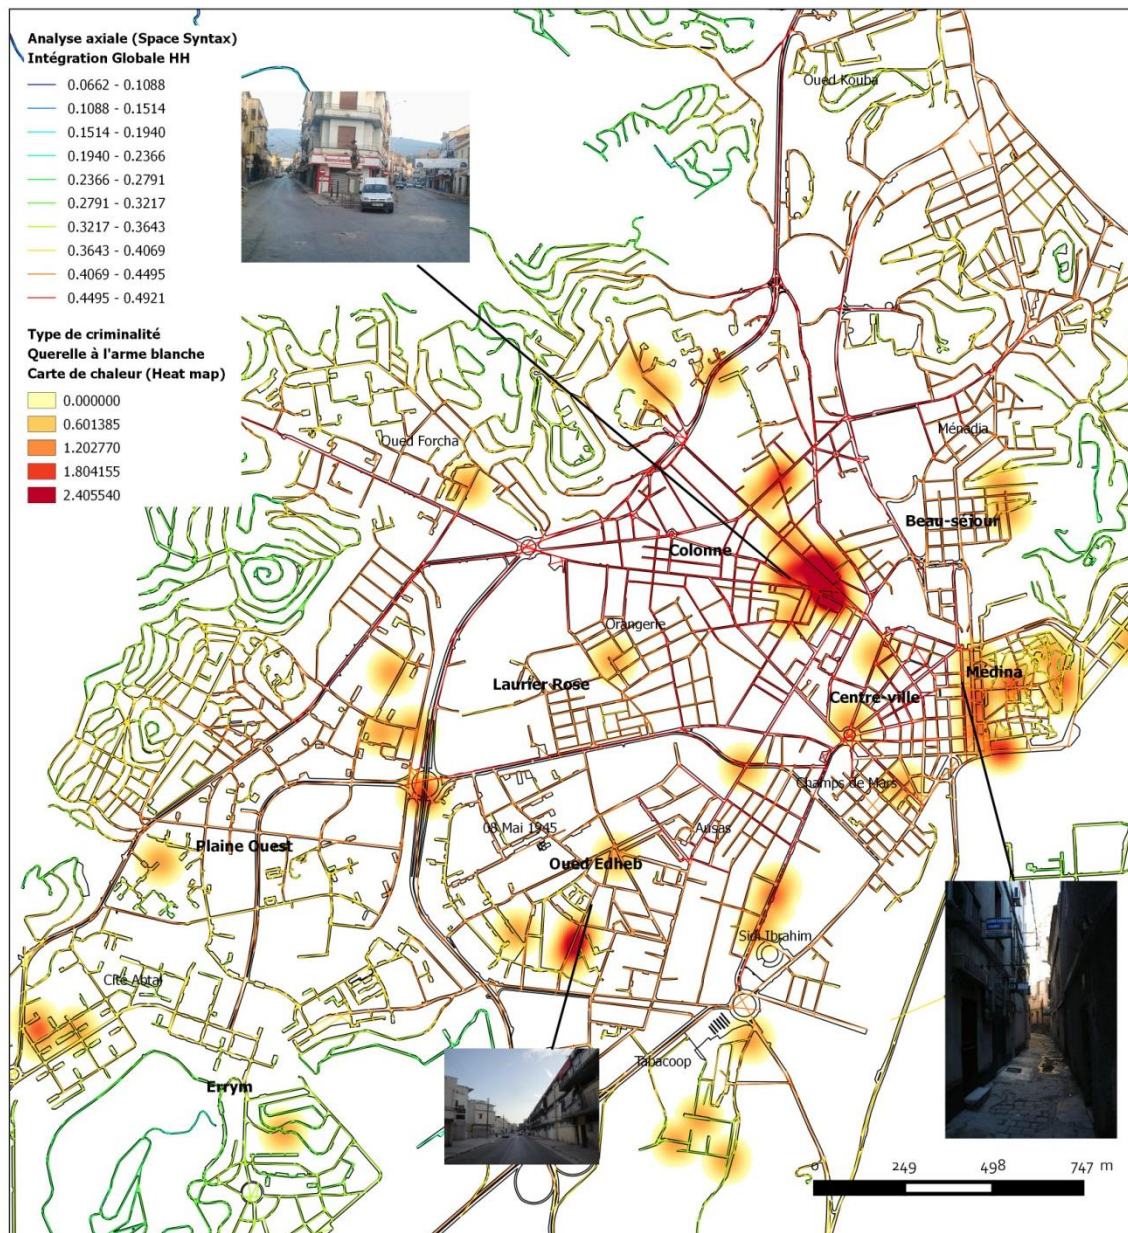 Analyse axiale (Space Syntax)
Intégration Globale HH
0.0662 - 0.1088
0.1088 - 0.1514
0.1514 - 0.1940
0.1940 - 0.2366
0.2366 - 0.2791
0.2791 - 0.3217
0.3217 - 0.3643
0.3643 - 0.4069
0.4069 - 0.4495
0.4495 - 0.4921
Type de criminalité
Querelle à l'arme blanche
Carte de chaleur (Heat map)
0.000000
0.601385
1.202770
1.804155
2.405540
Oued Kouba
Oued Forcha
Ménadia
Beau-séjour
Colonne
Orangerie
Laurier Rose
Médina
Centre-ville
Champs de Mars
08 Mai 1945
Ausas
Plaine Ouest
Oued Edheb
Sidi Ibrahim
Cité Abtal
Tabacoop
Errym
0 249 498 747 m